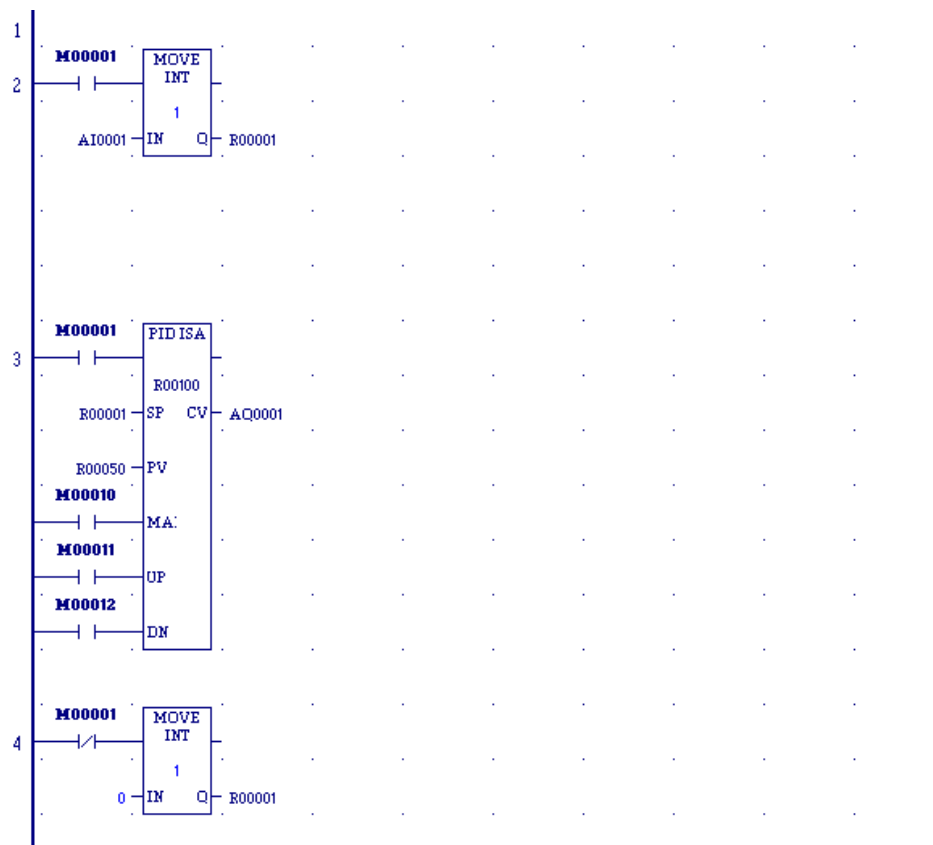 1
M00001
MOVE
INT
2
1
AI0001 IN Q R00001
M00001
PID ISA
3
R00100
R00001 SP CV AQ0001
R00050 PV
M00010
MA
M00011
UP
M00012
DN
M00001
MOVE
INT
4
1
0 IN Q R00001